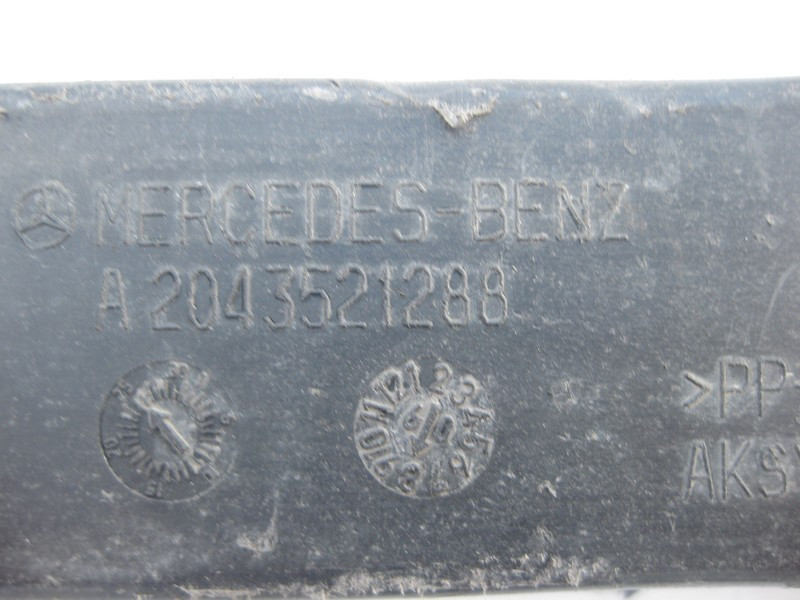 MERCEDES-BENZ
A 2043521288
>PP-
AKS